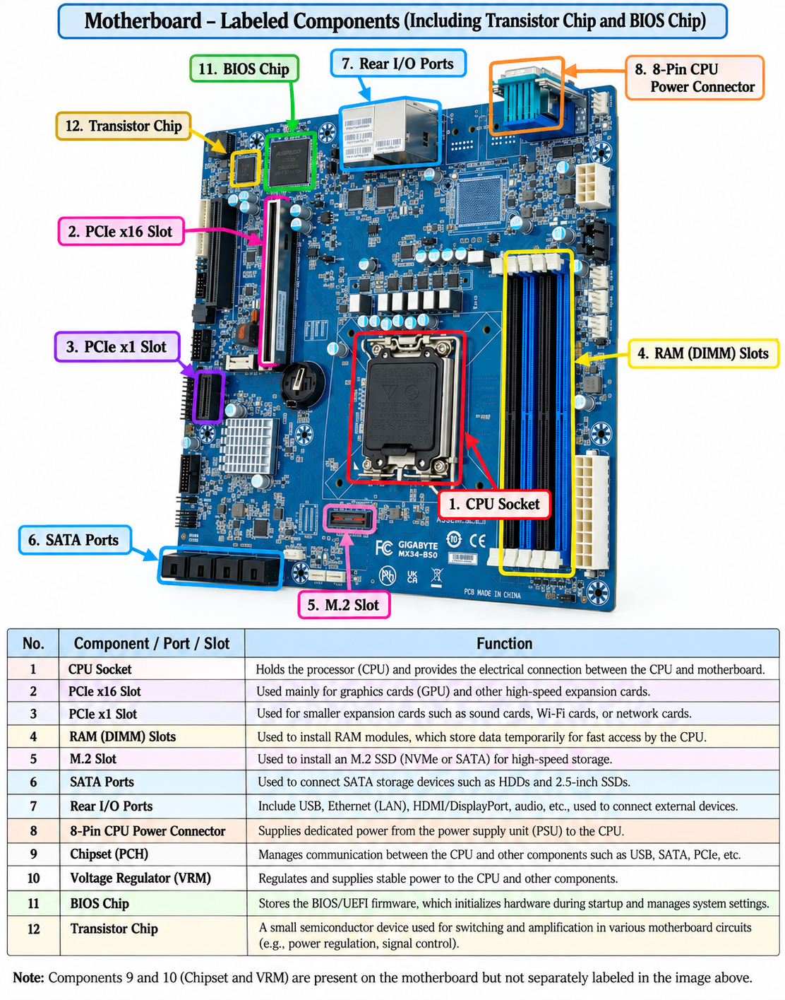 Motherboard – Labeled Components (Including Transistor Chip and BIOS Chip)
11. BIOS Chip
7. Rear I/O Ports
8. 8-Pin CPU
Power Connector
12. Transistor Chip
2. PCIe x16 Slot
3. PCIe x1 Slot
4. RAM (DIMM) Slots
1. CPU Socket
6. SATA Ports
5. M.2 Slot
FC
GIGABYTE
MX34-BS0
10
CE
UK
CA
PCB MADE IN CHINA
No. Component / Port / Slot Function
1 CPU Socket Holds the processor (CPU) and provides the electrical connection between the CPU and motherboard.
2 PCIe x16 Slot Used mainly for graphics cards (GPU) and other high-speed expansion cards.
3 PCIe x1 Slot Used for smaller expansion cards such as sound cards, Wi-Fi cards, or network cards.
4 RAM (DIMM) Slots Used to install RAM modules, which store data temporarily for fast access by the CPU.
5 M.2 Slot Used to install an M.2 SSD (NVMe or SATA) for high-speed storage.
6 SATA Ports Used to connect SATA storage devices such as HDDs and 2.5-inch SSDs.
7 Rear I/O Ports Include USB, Ethernet (LAN), HDMI/DisplayPort, audio, etc., used to connect external devices.
8 8-Pin CPU Power Connector Supplies dedicated power from the power supply unit (PSU) to the CPU.
9 Chipset (PCH) Manages communication between the CPU and other components such as USB, SATA, PCIe, etc.
10 Voltage Regulator (VRM) Regulates and supplies stable power to the CPU and other components.
11 BIOS Chip Stores the BIOS/UEFI firmware, which initializes hardware during startup and manages system settings.
12 Transistor Chip A small semiconductor device used for switching and amplification in various motherboard circuits
(e.g., power regulation, signal control).
Note: Components 9 and 10 (Chipset and VRM) are present on the motherboard but not separately labeled in the image above.